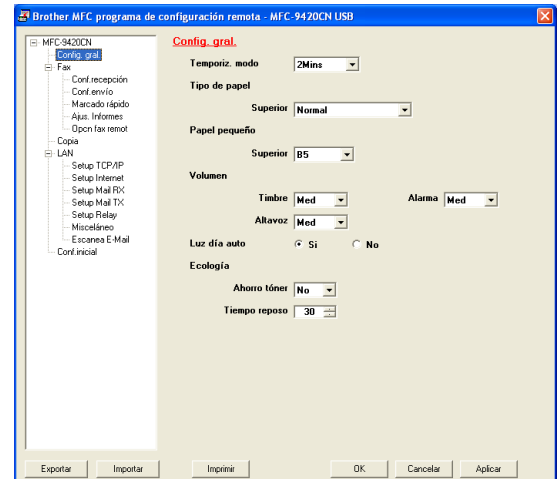 Brother MFC programa de configuración remota - MFC-9420CN USB
MFC-9420CN
Config. gral.
Fax
Conf.recepción
Conf.envío
Marcado rápido
Ajus. Informes
Opcn fax remot
Copia
LAN
Setup TCP/IP
Setup Internet
Setup Mail RX
Setup Mail TX
Setup Relay
Misceláneo
Escanea E-Mail
Conf.inicial
Config. gral.
Temporiz. modo 2Mins
Tipo de papel
Superior Normal
Papel pequeño
Superior B5
Volumen
Timbre Med Alarma Med
Altavoz Med
Luz día auto Si No
Ecología
Ahorro tóner No
Tiempo reposo 30
Exportar Importar Imprimir OK Cancelar Aplicar